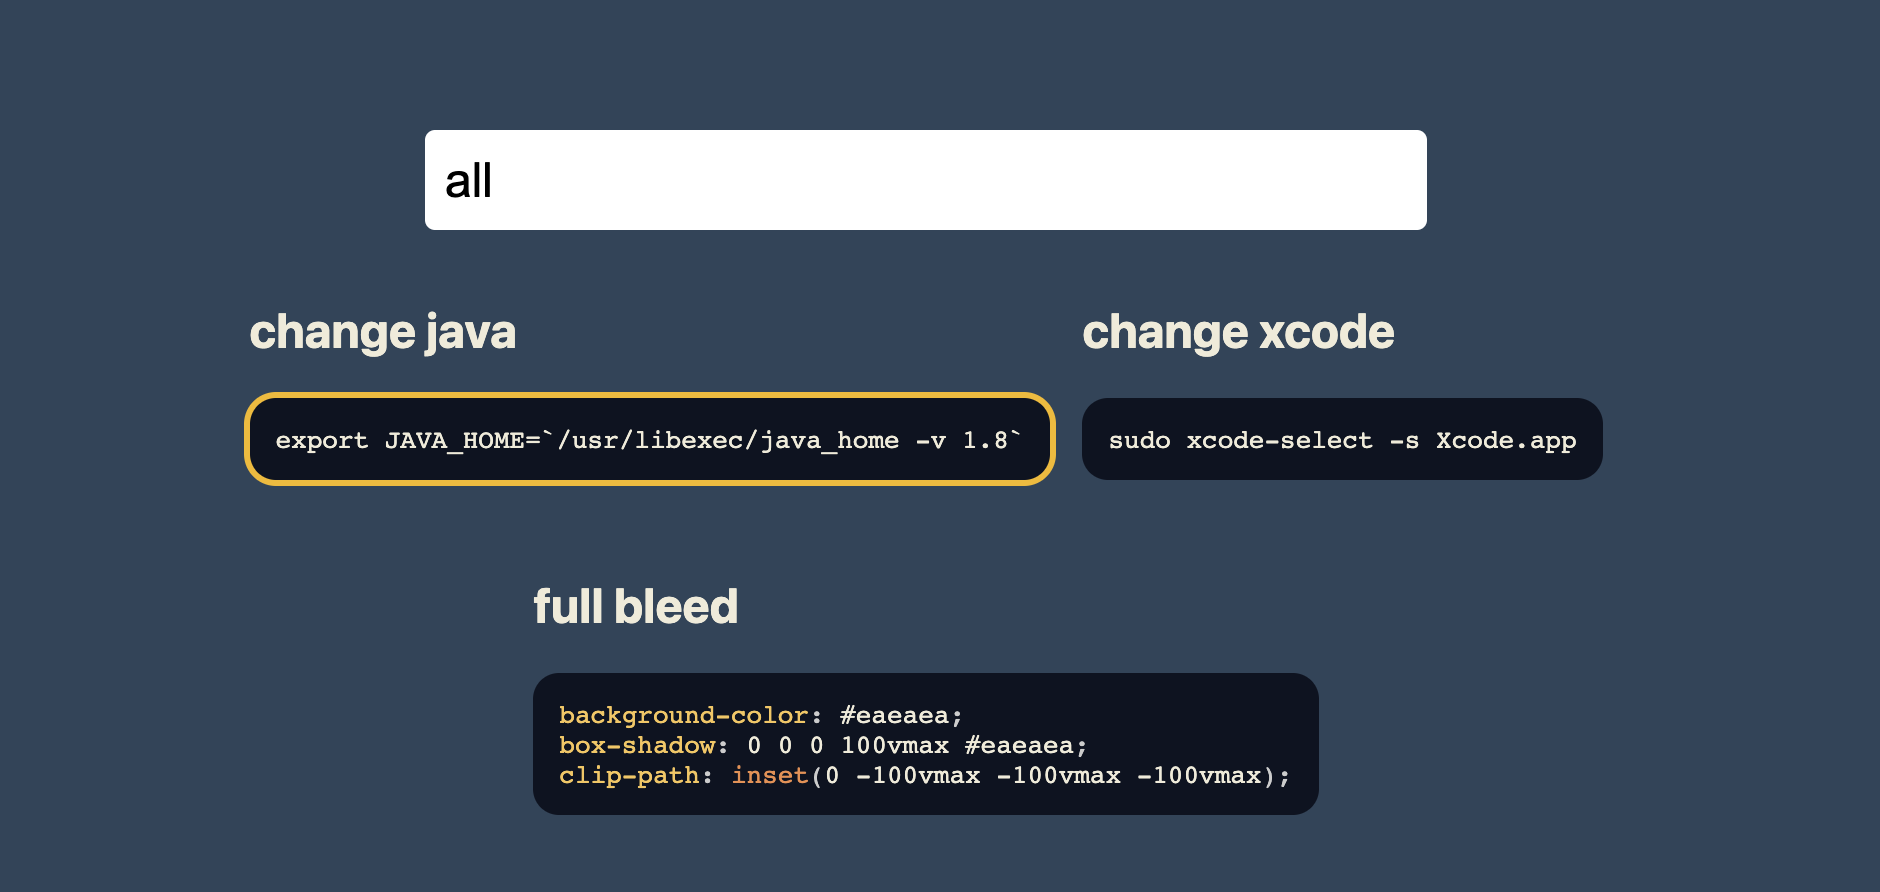 all
change java
export JAVA_HOME=`/usr/libexec/java_home -v 1.8`
change xcode
sudo xcode-select -s Xcode.app
full bleed
background-color: #eaeaea;
box-shadow: 0 0 0 100vmax #eaeaea;
clip-path: inset(0 -100vmax -100vmax -100vmax);